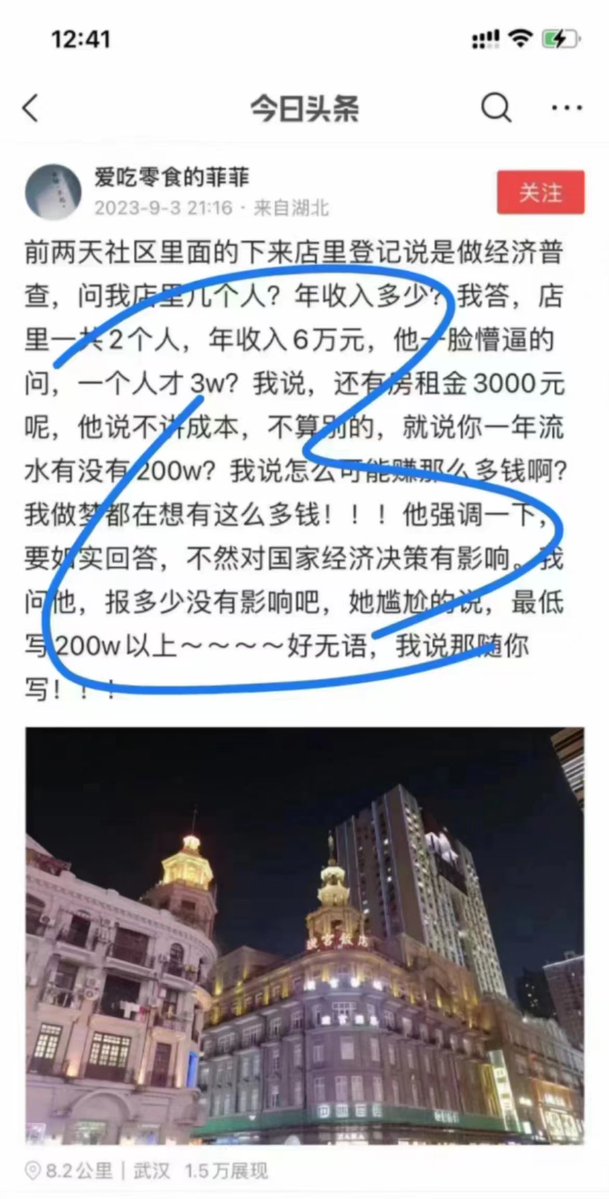 12:41
今日头条
爱吃零食的菲菲
2023-9-3 21:16 · 来自湖北
关注
前两天社区里面的下来店里登记说是做经济普
查，问我店里几个人？年收入多少？我答，店
里一共2个人，年收入6万元，他一脸懵逼的
问，一个人才3w？我说，还有房租金3000元
呢，他说不讲成本，不算别的，就说你一年流
水有没有200w？我说怎么可能赚那么多钱啊？
我做梦都在想有这么多钱！！！他强调一下，
要如实回答，不然对国家经济决策有影响。我
问他，报多少没有影响吧，她尴尬的说，最低
写200w以上～～～～好无语，我说那随你
写！！！
璇宫饭店
8.2公里 | 武汉 1.5万展现